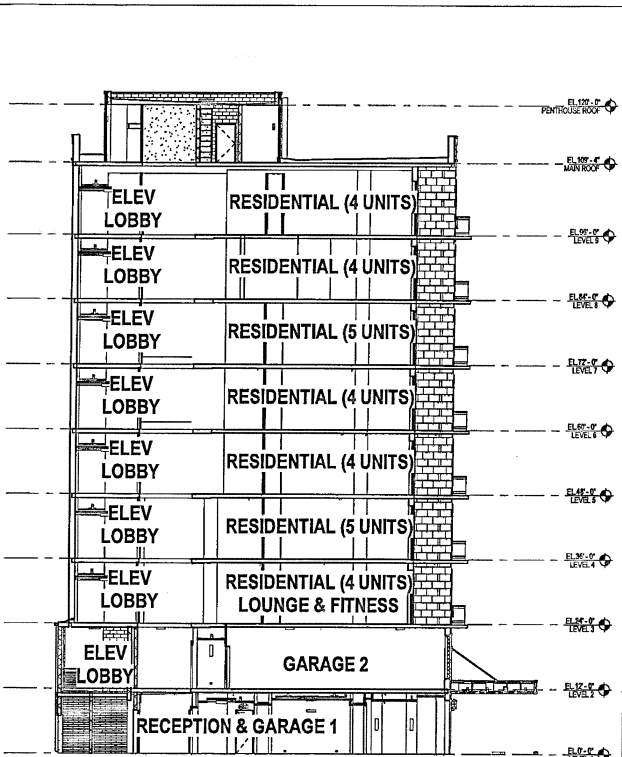 EL.120'-0"
PENTHOUSE ROOF
EL.109'-4"
MAIN ROOF
ELEV
LOBBY
RESIDENTIAL (4 UNITS)
EL.96'-0"
LEVEL 9
ELEV
LOBBY
RESIDENTIAL (4 UNITS)
EL.84'-0"
LEVEL 8
ELEV
LOBBY
RESIDENTIAL (5 UNITS)
EL.72'-0"
LEVEL 7
ELEV
LOBBY
RESIDENTIAL (4 UNITS)
EL.60'-0"
LEVEL 6
ELEV
LOBBY
RESIDENTIAL (4 UNITS)
EL.48'-0"
LEVEL 5
ELEV
LOBBY
RESIDENTIAL (5 UNITS)
EL.36'-0"
LEVEL 4
ELEV
LOBBY
RESIDENTIAL (4 UNITS)
LOUNGE & FITNESS
EL.24'-0"
LEVEL 3
ELEV
LOBBY
GARAGE 2
EL.12'-0"
LEVEL 2
RECEPTION & GARAGE 1
EL.0'-0"